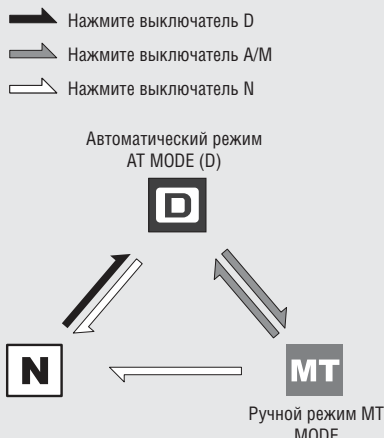 Нажмите выключатель D
Нажмите выключатель A/M
Нажмите выключатель N
Автоматический режим
AT MODE (D)
D
N
MT
Ручной режим MT
MODE